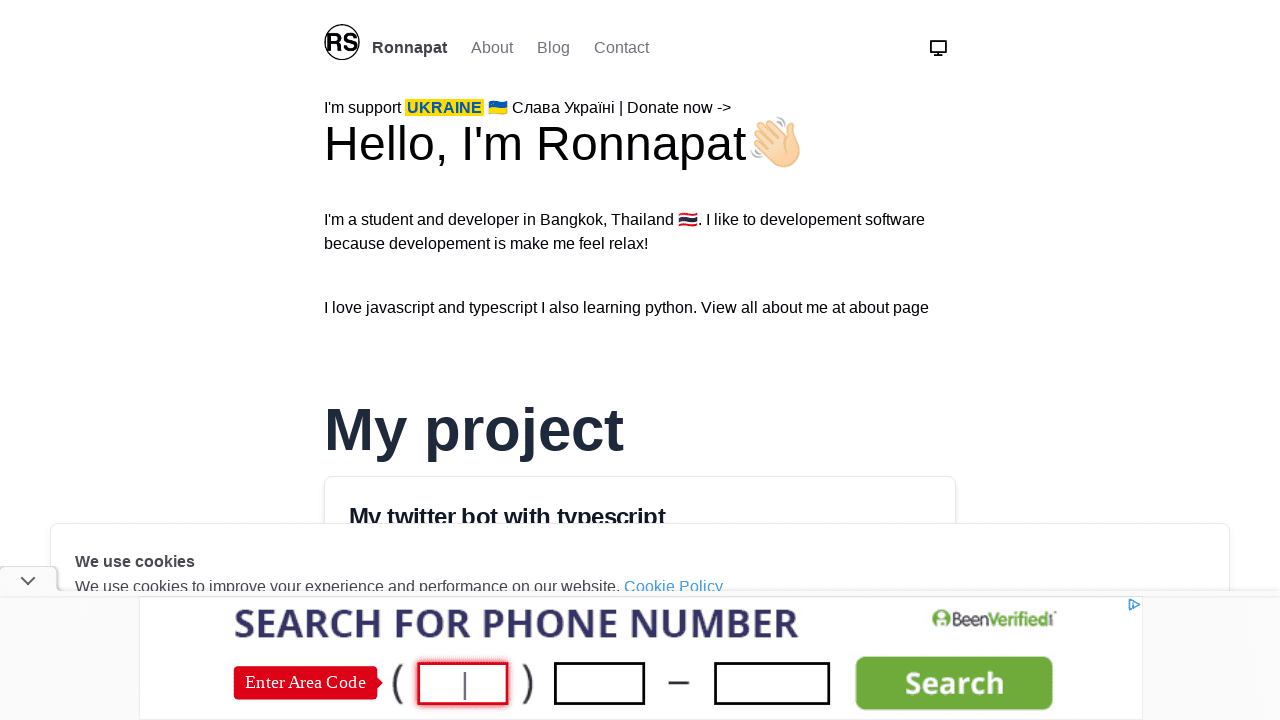 RS Ronnapat About Blog Contact
I'm support UKRAINE 🇺🇦 Слава Україні | Donate now ->
Hello, I'm Ronnapat👋🏻
I'm a student and developer in Bangkok, Thailand 🇹🇭. I like to developement software
because developement is make me feel relax!
I love javascript and typescript I also learning python. View all about me at about page
My project
My twitter bot with typescript
We use cookies
We use cookies to improve your experience and performance on our website. Cookie Policy
SEARCH FOR PHONE NUMBER
BeenVerified
Enter Area Code ( | ) –
Search